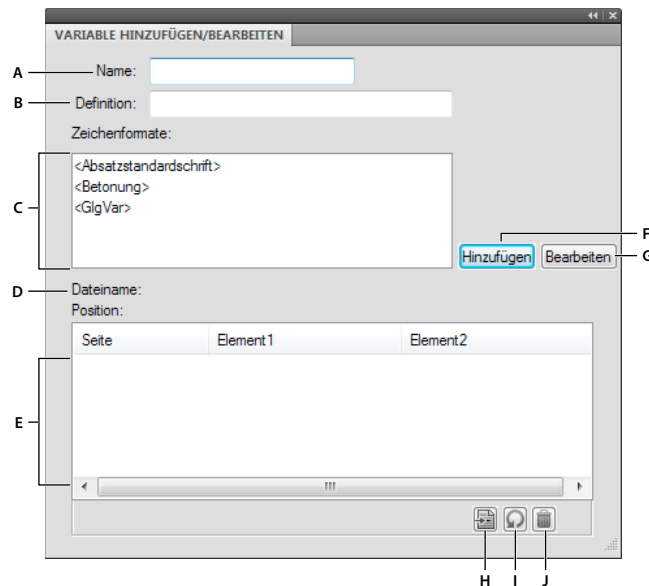 VARIABLE HINZUFÜGEN/BEARBEITEN
A
Name:
B
Definition:
Zeichenformate:
C
<Absatzstandardschrift>
<Betonung>
<GlgVar>
F
Hinzufügen
Bearbeiten
G
D
Dateiname:
Position:
Seite Element1 Element2
E
H I J